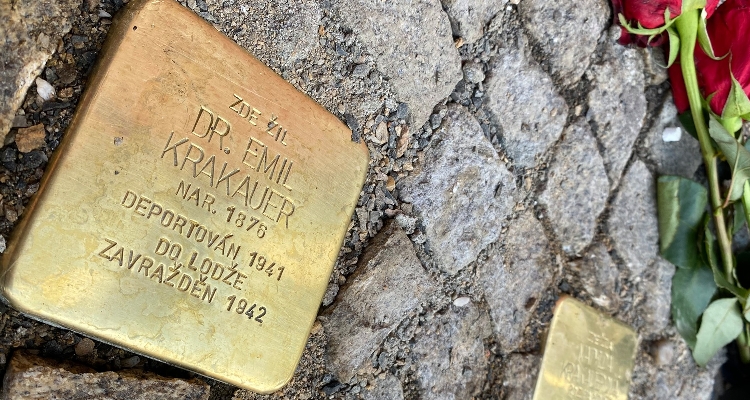 ZDE ŽIL
DR. EMIL
KRAKAUER
NAR. 1876
DEPORTOVÁN 1941
DO LODŽE
ZAVRAŽDĚN 1942